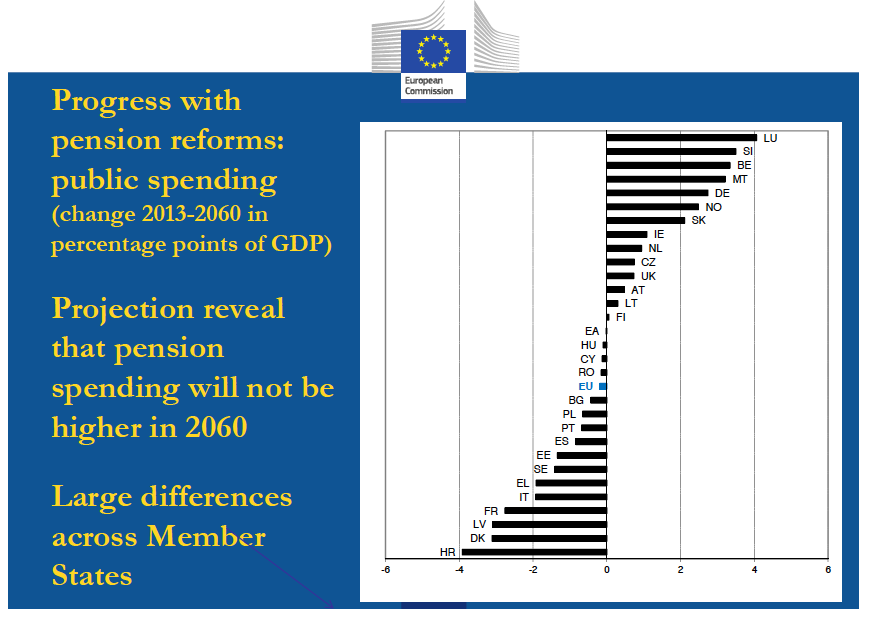 European
Commission
Progress with
pension reforms:
public spending
(change 2013-2060 in
percentage points of GDP)
Projection reveal
that pension
spending will not be
higher in 2060
Large differences
across Member
States
LU
SI
BE
MT
DE
NO
SK
IE
NL
CZ
UK
AT
LT
FI
EA
HU
CY
RO
EU
BG
PL
PT
ES
EE
SE
EL
IT
FR
LV
DK
HR
-6 -4 -2 0 2 4 6